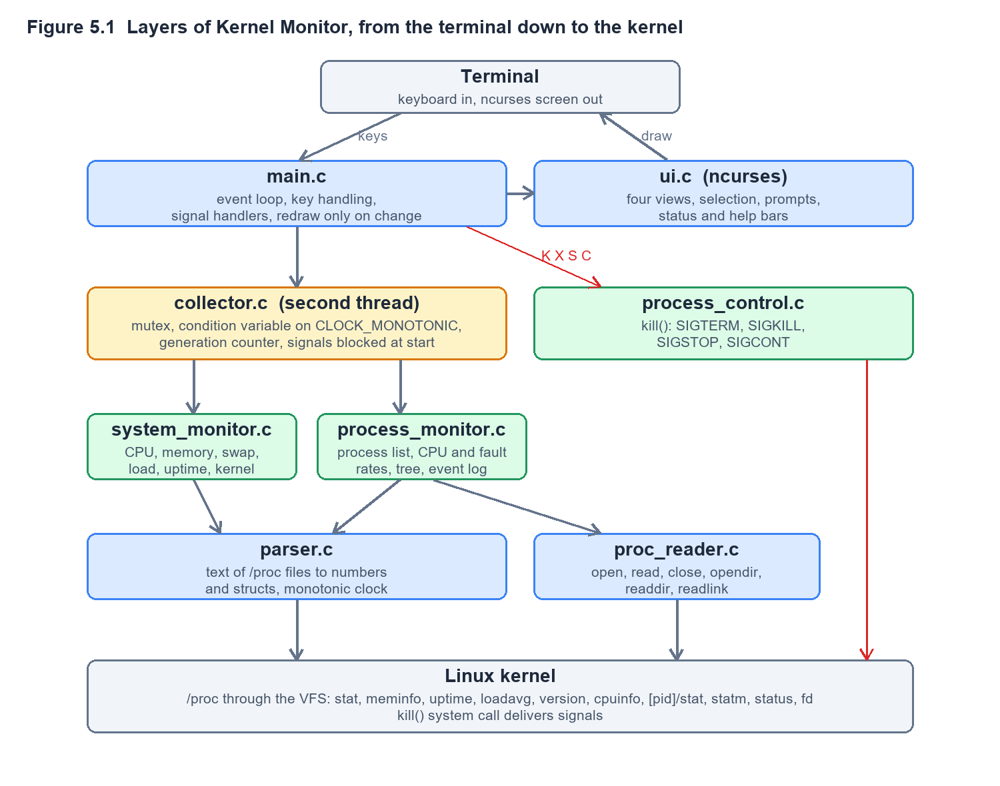 Figure 5.1  Layers of Kernel Monitor, from the terminal down to the kernel
Terminal
keyboard in, ncurses screen out
keys
draw
main.c
event loop, key handling,
signal handlers, redraw only on change
ui.c  (ncurses)
four views, selection, prompts,
status and help bars
K X S C
collector.c  (second thread)
mutex, condition variable on CLOCK_MONOTONIC,
generation counter, signals blocked at start
process_control.c
kill(): SIGTERM, SIGKILL,
SIGSTOP, SIGCONT
system_monitor.c
CPU, memory, swap,
load, uptime, kernel
process_monitor.c
process list, CPU and fault
rates, tree, event log
parser.c
text of /proc files to numbers
and structs, monotonic clock
proc_reader.c
open, read, close, opendir,
readdir, readlink
Linux kernel
/proc through the VFS: stat, meminfo, uptime, loadavg, version, cpuinfo, [pid]/stat, statm, status, fd
kill() system call delivers signals